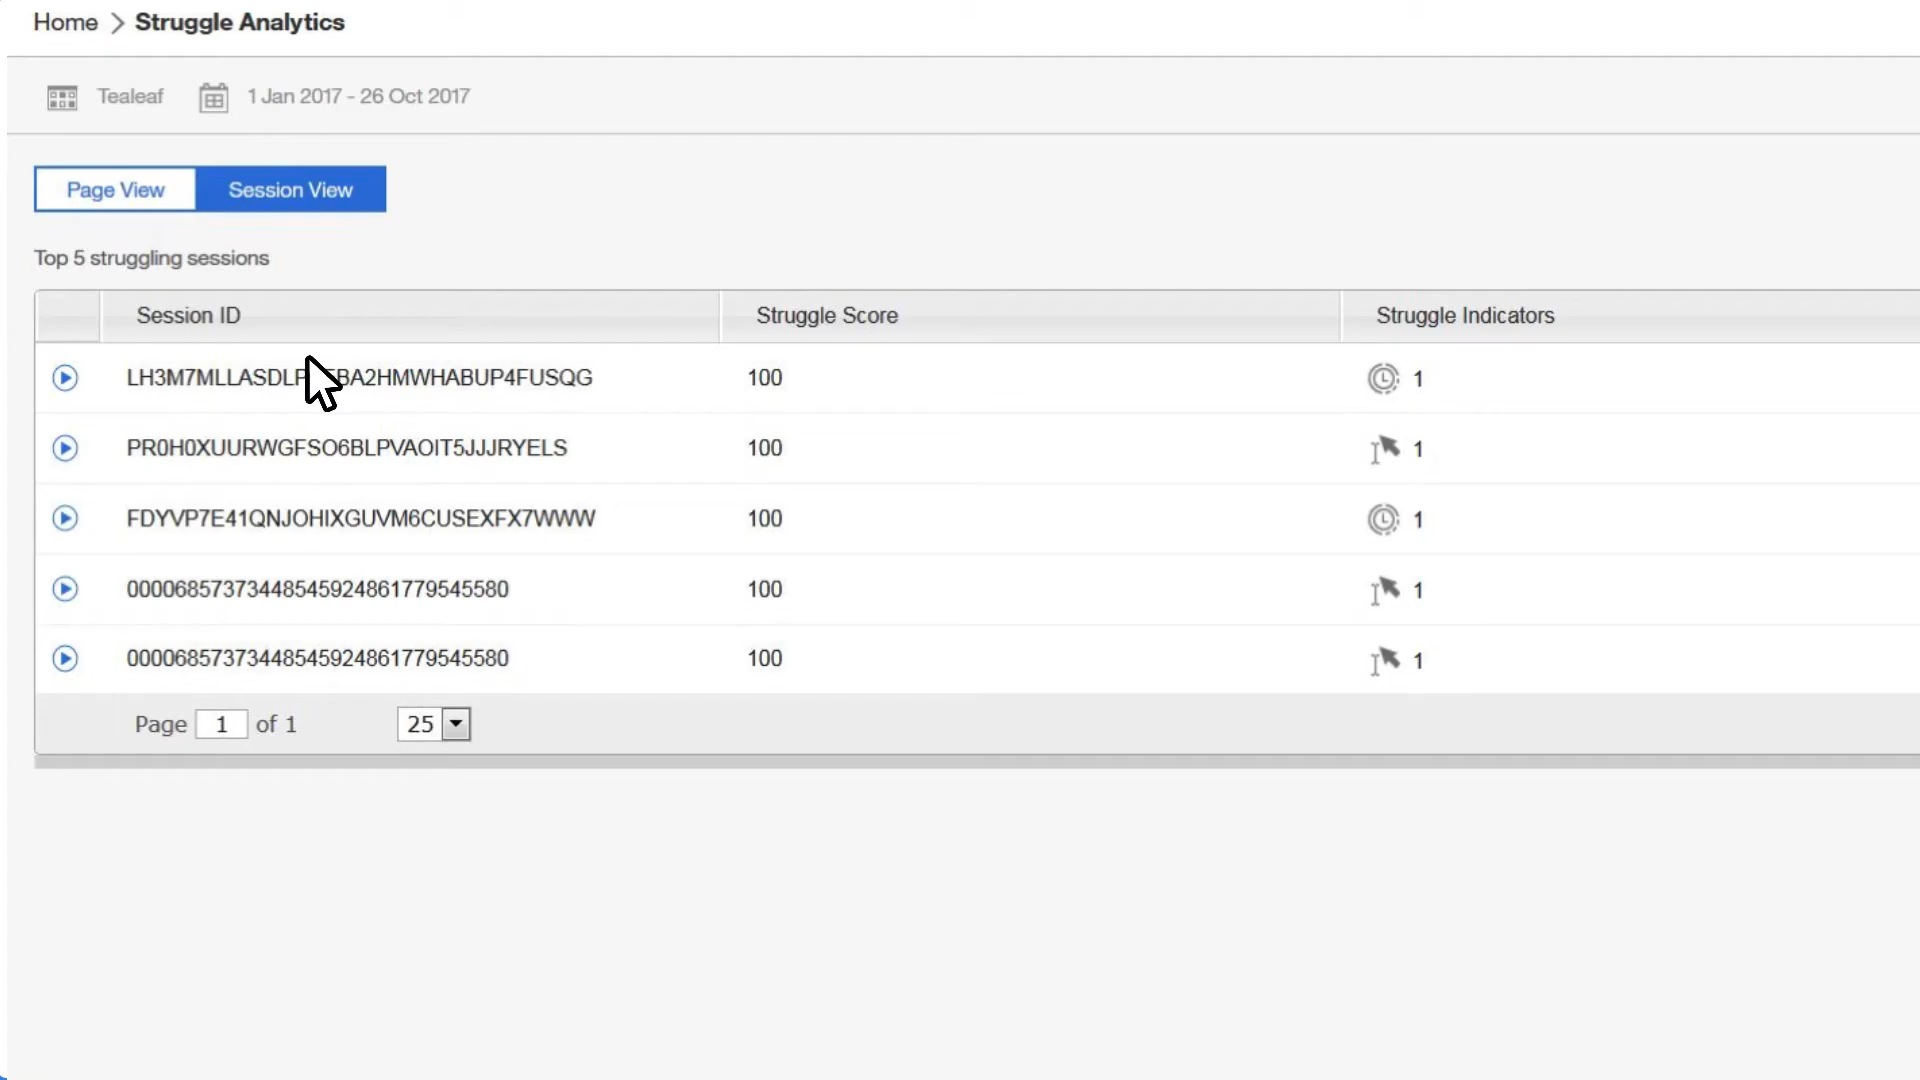 Home > Struggle Analytics
Tealeaf 1 Jan 2017 - 26 Oct 2017
Page View Session View
Top 5 struggling sessions
Session ID Struggle Score Struggle Indicators
100 1
PR0H0XUURWGFSO6BLPVAOIT5JJJRYELS 100 1
FDYVP7E41QNJOHIXGUVM6CUSEXFX7WWW 100 1
00006857373448545924861779545580 100 1
00006857373448545924861779545580 100 1
Page 1 of 1 25